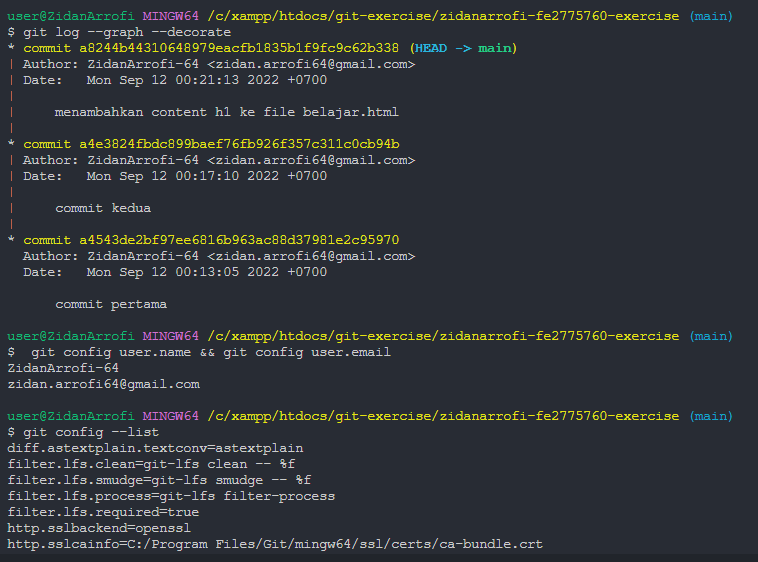 user@ZidanArrofi MINGW64 /c/xampp/htdocs/git-exercise/zidanarrofi-fe2775760-exercise (main)
$ git log --graph --decorate
* commit a8244b44310648979eacfb1835b1f9fc9c62b338 (HEAD -> main)
| Author: ZidanArrofi-64 <zidan.arrofi64@gmail.com>
| Date:   Mon Sep 12 00:21:13 2022 +0700
|
|     menambahkan content h1 ke file belajar.html
|
* commit a4e3824fbdc899baef76fb926f357c311c0cb94b
| Author: ZidanArrofi-64 <zidan.arrofi64@gmail.com>
| Date:   Mon Sep 12 00:17:10 2022 +0700
|
|     commit kedua
|
* commit a4543de2bf97ee6816b963ac88d37981e2c95970
  Author: ZidanArrofi-64 <zidan.arrofi64@gmail.com>
  Date:   Mon Sep 12 00:13:05 2022 +0700

      commit pertama

user@ZidanArrofi MINGW64 /c/xampp/htdocs/git-exercise/zidanarrofi-fe2775760-exercise (main)
$  git config user.name && git config user.email
ZidanArrofi-64
zidan.arrofi64@gmail.com

user@ZidanArrofi MINGW64 /c/xampp/htdocs/git-exercise/zidanarrofi-fe2775760-exercise (main)
$ git config --list
diff.astextplain.textconv=astextplain
filter.lfs.clean=git-lfs clean -- %f
filter.lfs.smudge=git-lfs smudge -- %f
filter.lfs.process=git-lfs filter-process
filter.lfs.required=true
http.sslbackend=openssl
http.sslcainfo=C:/Program Files/Git/mingw64/ssl/certs/ca-bundle.crt